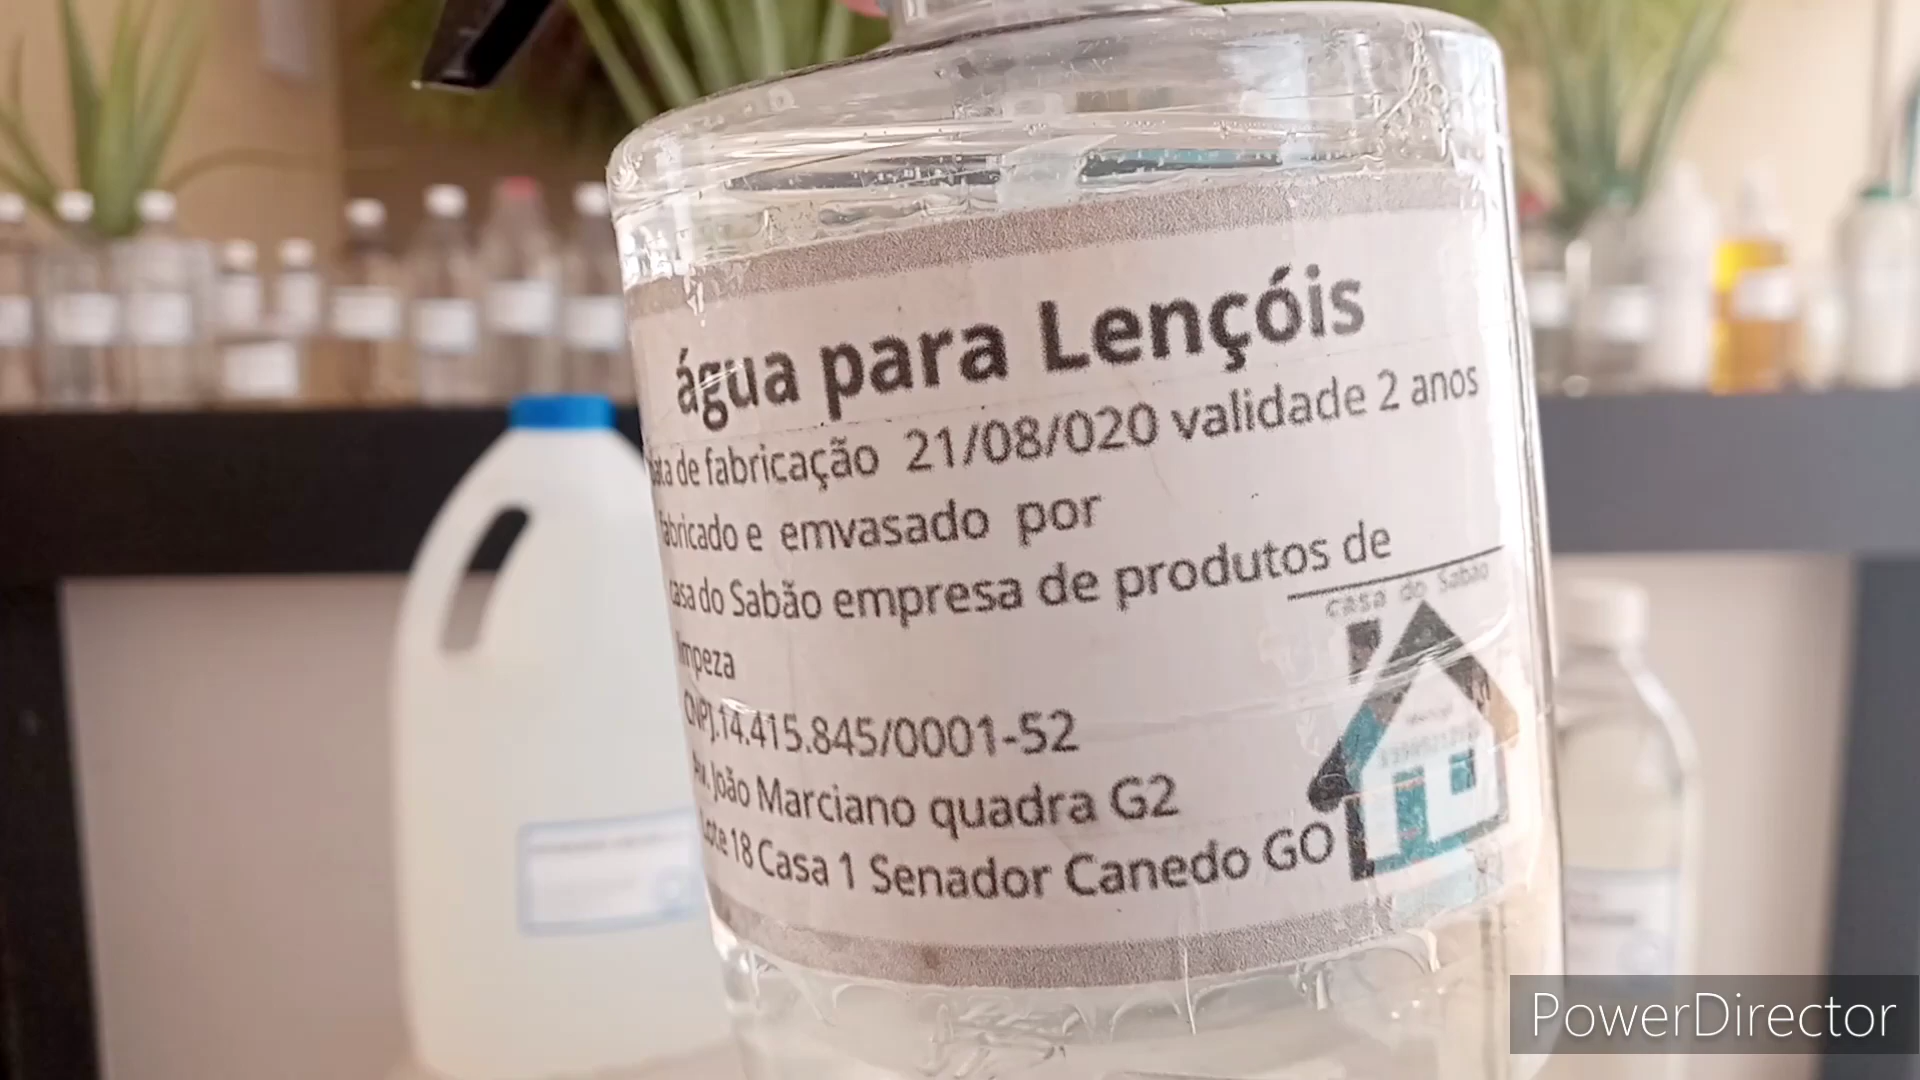 água para Lençóis
data de fabricação 21/08/020 validade 2 anos
fabricado e emvasado por
casa do Sabão empresa de produtos de
limpeza
casa do Sabão
CNPJ.14.415.845/0001-52
Av. João Marciano quadra G2
Lote 18 Casa 1 Senador Canedo GO
PowerDirector